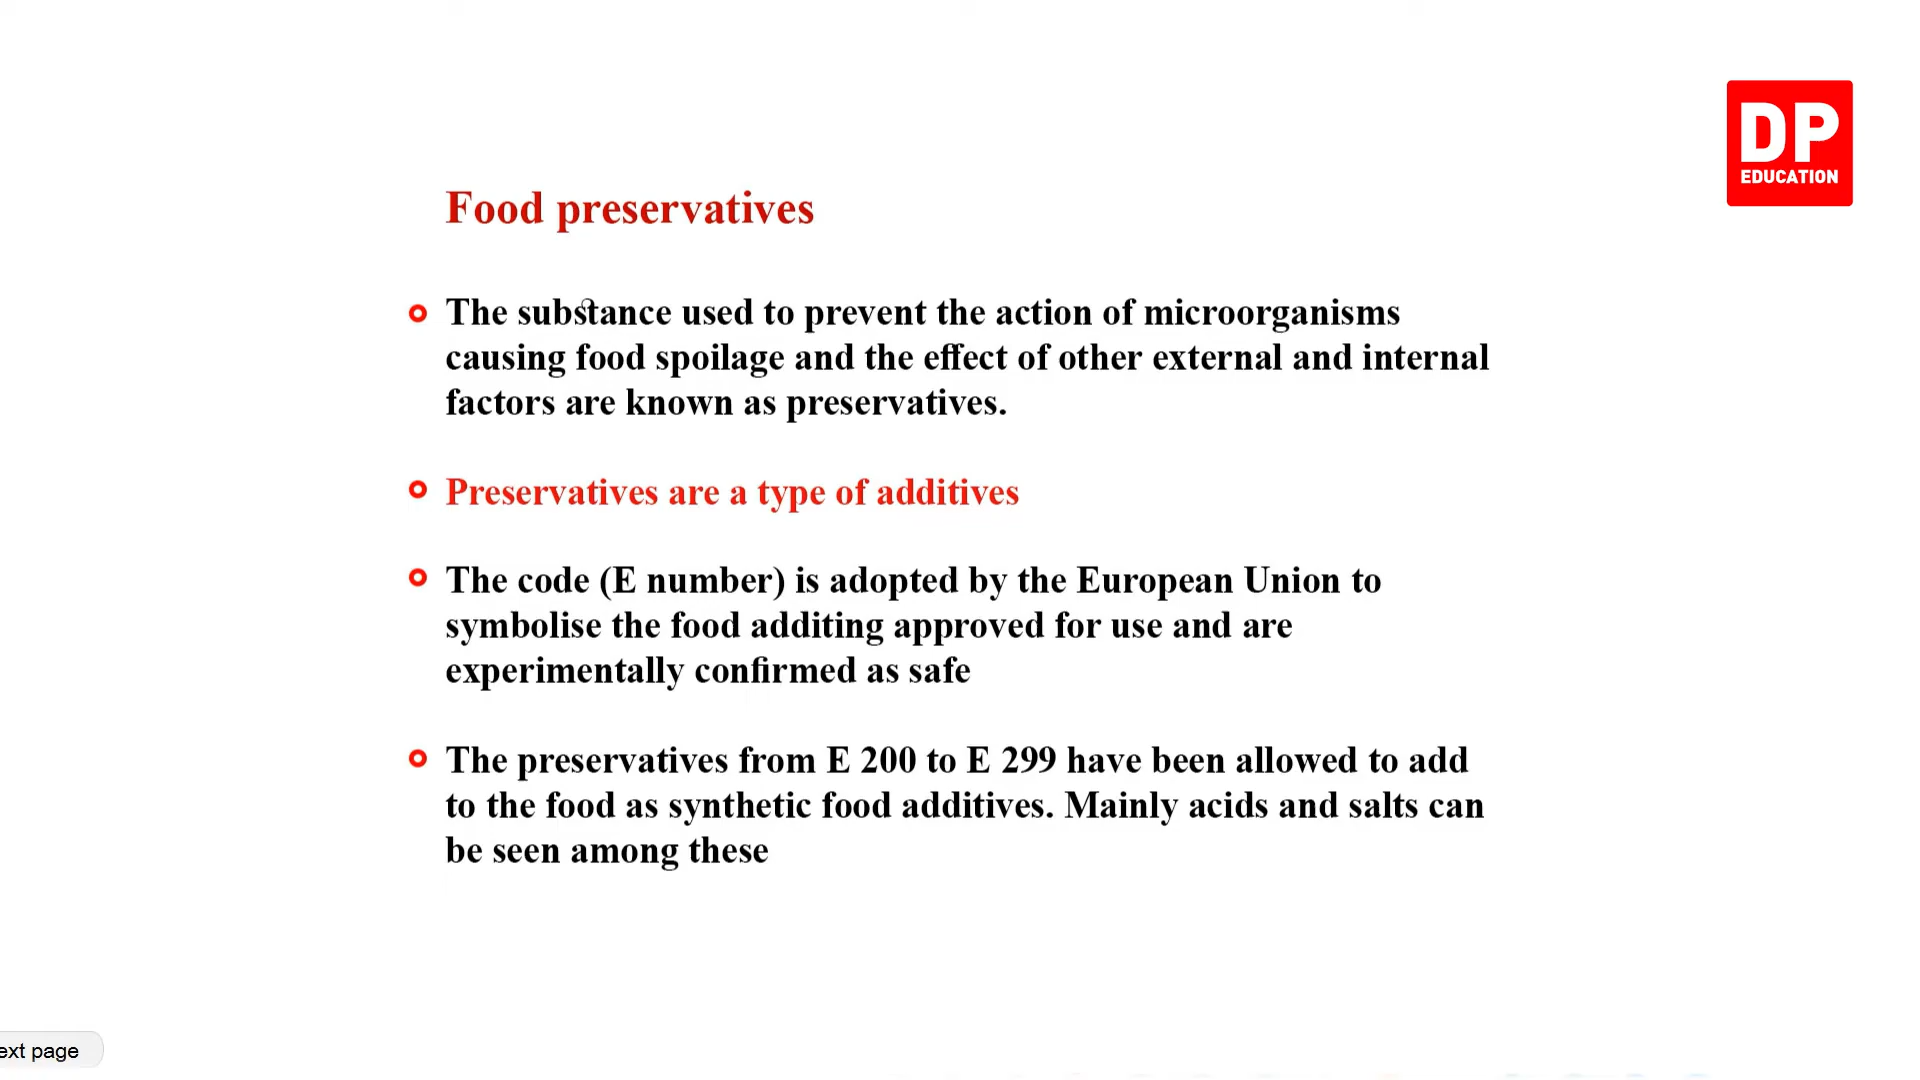 DP
EDUCATION
Food preservatives
The substance used to prevent the action of microorganisms
causing food spoilage and the effect of other external and internal
factors are known as preservatives.
Preservatives are a type of additives
The code (E number) is adopted by the European Union to
symbolise the food additing approved for use and are
experimentally confirmed as safe
The preservatives from E 200 to E 299 have been allowed to add
to the food as synthetic food additives. Mainly acids and salts can
be seen among these
ext page